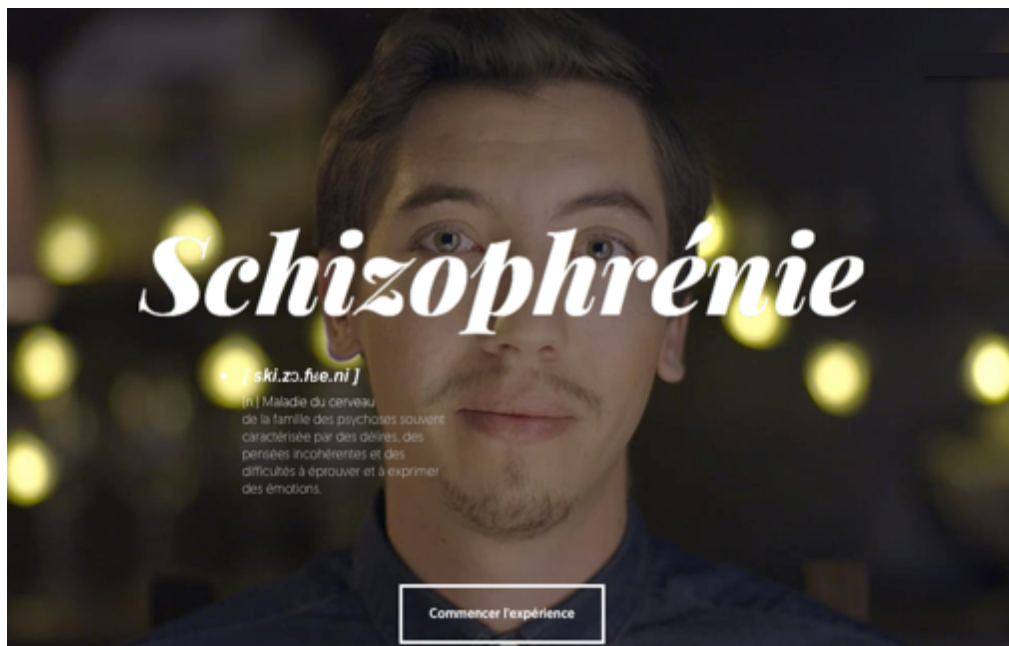 Schizophrénie
[ ski.zɔ.fʁe.ni ]
[n] Maladie du cerveau
de la famille des psychoses souvent
caractérisée par des délires, des
pensées incohérentes et des
difficultés à éprouver et à exprimer
des émotions.
Commencer l'expérience